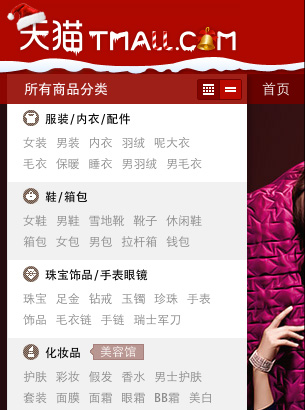 天猫 TMALL.COM
所有商品分类 首页
服装/内衣/配件
女装 男装 内衣 羽绒 呢大衣
毛衣 保暖 睡衣 男羽绒 男毛衣
鞋/箱包
女鞋 男鞋 雪地靴 靴子 休闲鞋
箱包 女包 男包 拉杆箱 钱包
珠宝饰品/手表眼镜
珠宝 足金 钻戒 玉镯 珍珠 手表
饰品 毛衣链 手链 瑞士军刀
化妆品 美容馆
护肤 彩妆 假发 香水 男士护肤
套装 面膜 面霜 眼霜 BB霜 美白